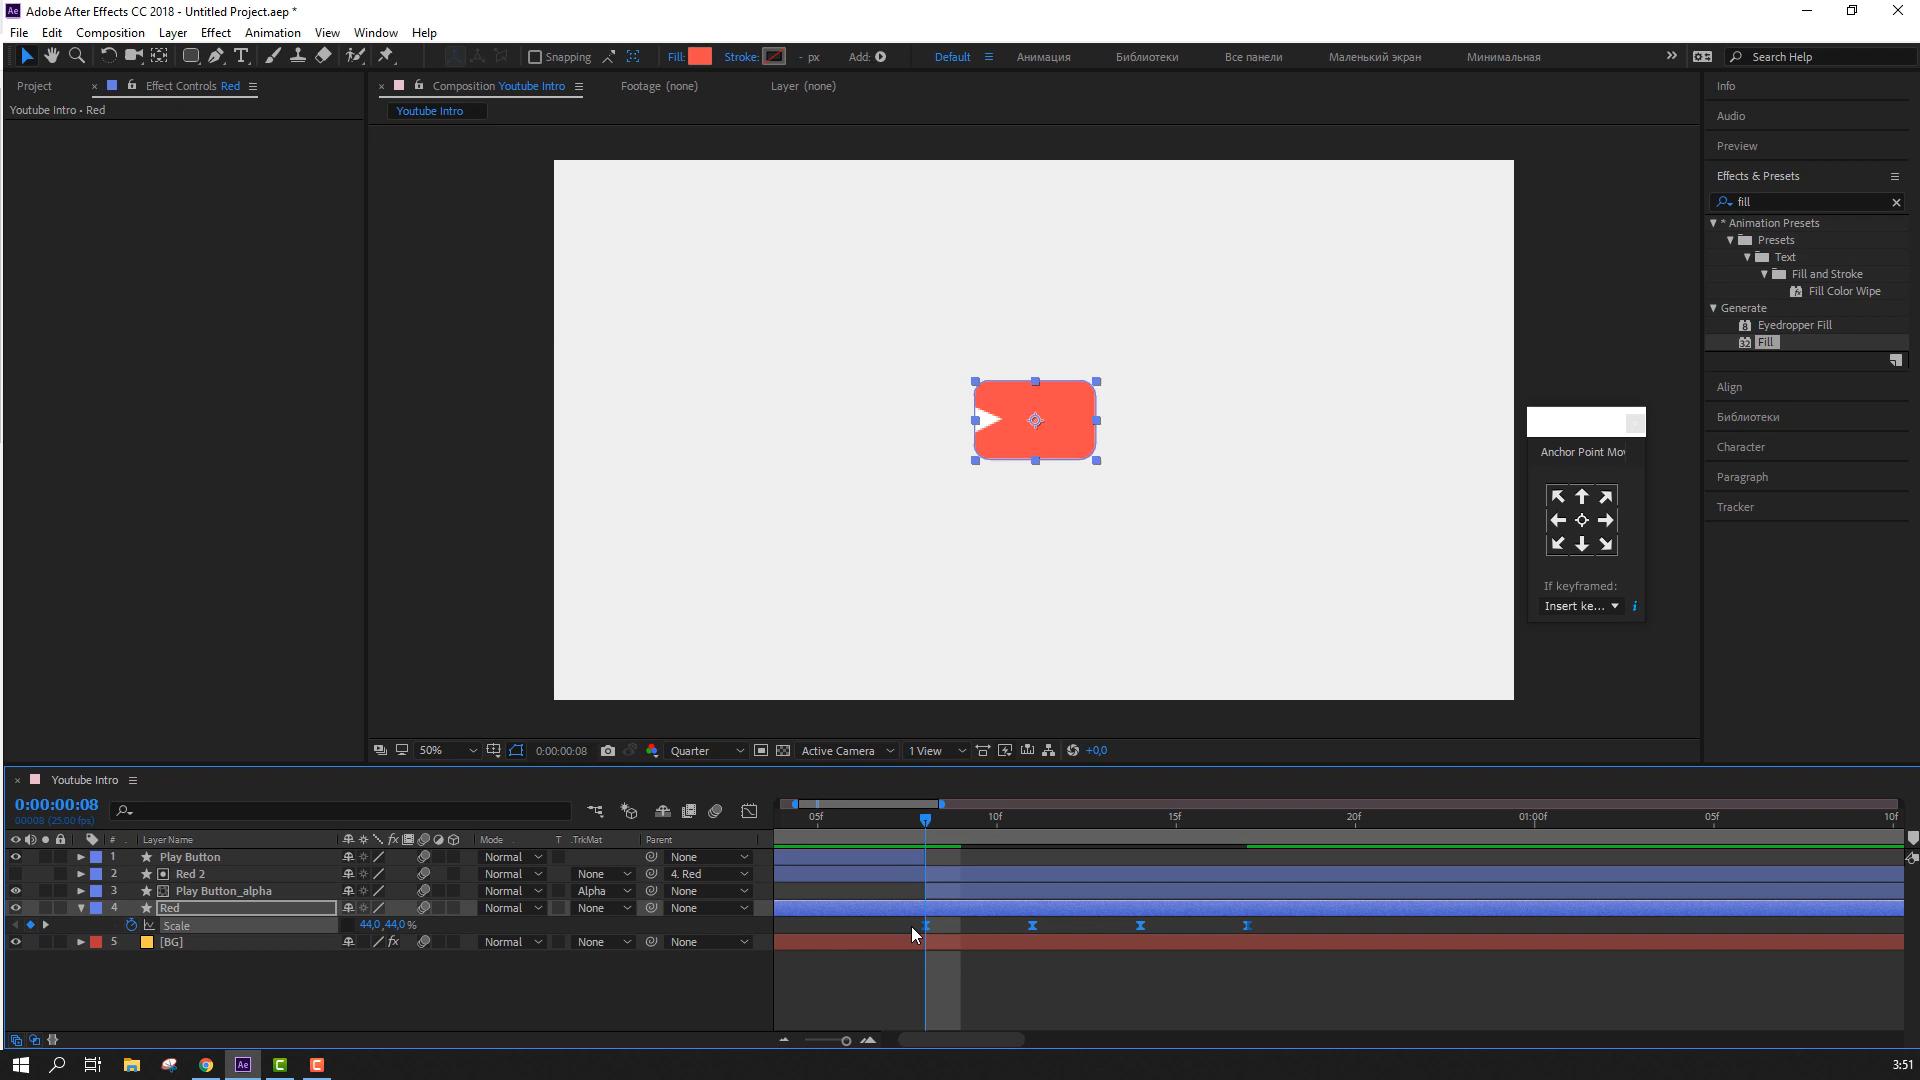 Adobe After Effects CC 2018 - Untitled Project.aep *
File Edit Composition Layer Effect Animation View Window Help
Snapping Fill: Stroke: - px Add: Default Анимация Библиотеки Все панели Маленький экран Минимальная Search Help
Project Effect Controls Red Composition Youtube Intro Footage (none) Layer (none)
Youtube Intro • Red
Youtube Intro
Info
Audio
Preview
Effects & Presets
fill
* Animation Presets
Presets
Text
Fill and Stroke
Fill Color Wipe
Generate
Eyedropper Fill
Fill
Align
Библиотеки
Character
Paragraph
Tracker
Anchor Point Mov
If keyframed:
Insert ke...
50% 0:00:00:08 Quarter Active Camera 1 View +0,0
Youtube Intro
0:00:00:08
00008 (25.00 fps)
05f 10f 15f 20f 01:00f 05f 10f
# Layer Name Mode T .TrkMat Parent
1 Play Button Normal None
2 Red 2 Normal None 4. Red
3 Play Button_alpha Normal Alpha None
4 Red Normal None None
Scale 44,0,44,0%
5 [BG] Normal None None
3:51